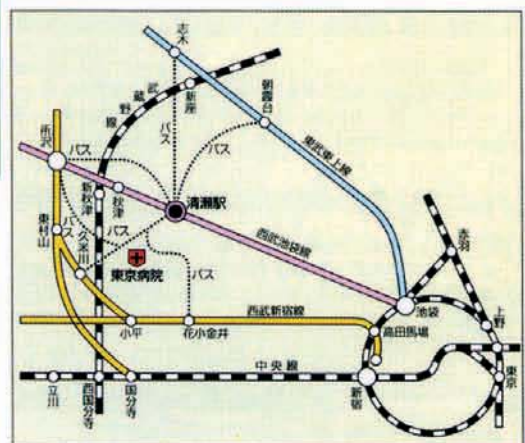 志木
武蔵野線
新座
朝霞台
東武東上線
バス
バス
所沢
バス
新秋津
秋津
清瀬駅
西武池袋線
赤羽
東村山
バス
久米川
バス
東京病院
バス
池袋
上野
西武新宿線
高田馬場
小平
花小金井
中央線
東京
立川
西国分寺
国分寺
新宿